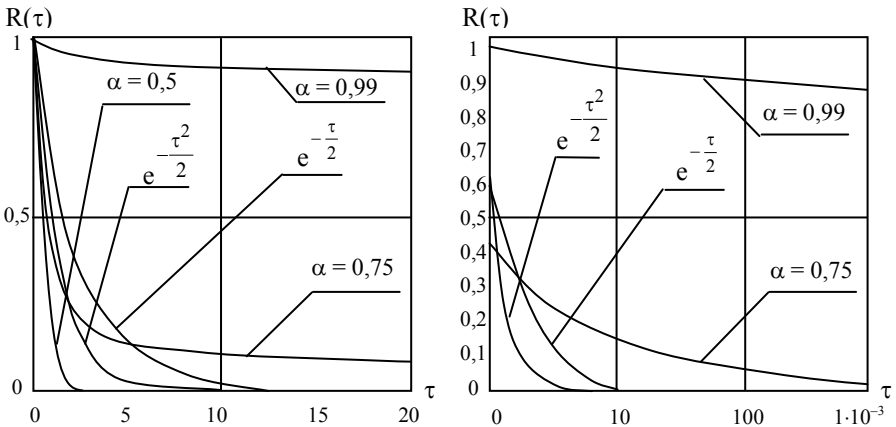 R(τ)
1
α = 0,5
α = 0,99
e^{-τ²/2}
e^{-τ/2}
0,5
α = 0,75
0
τ
0 5 10 15 20
R(τ)
1
0,9
0,8
0,7
0,6
0,5
0,4
0,3
0,2
0,1
0
α = 0,99
e^{-τ²/2}
e^{-τ/2}
α = 0,75
τ
0 10 100 1·10⁻³